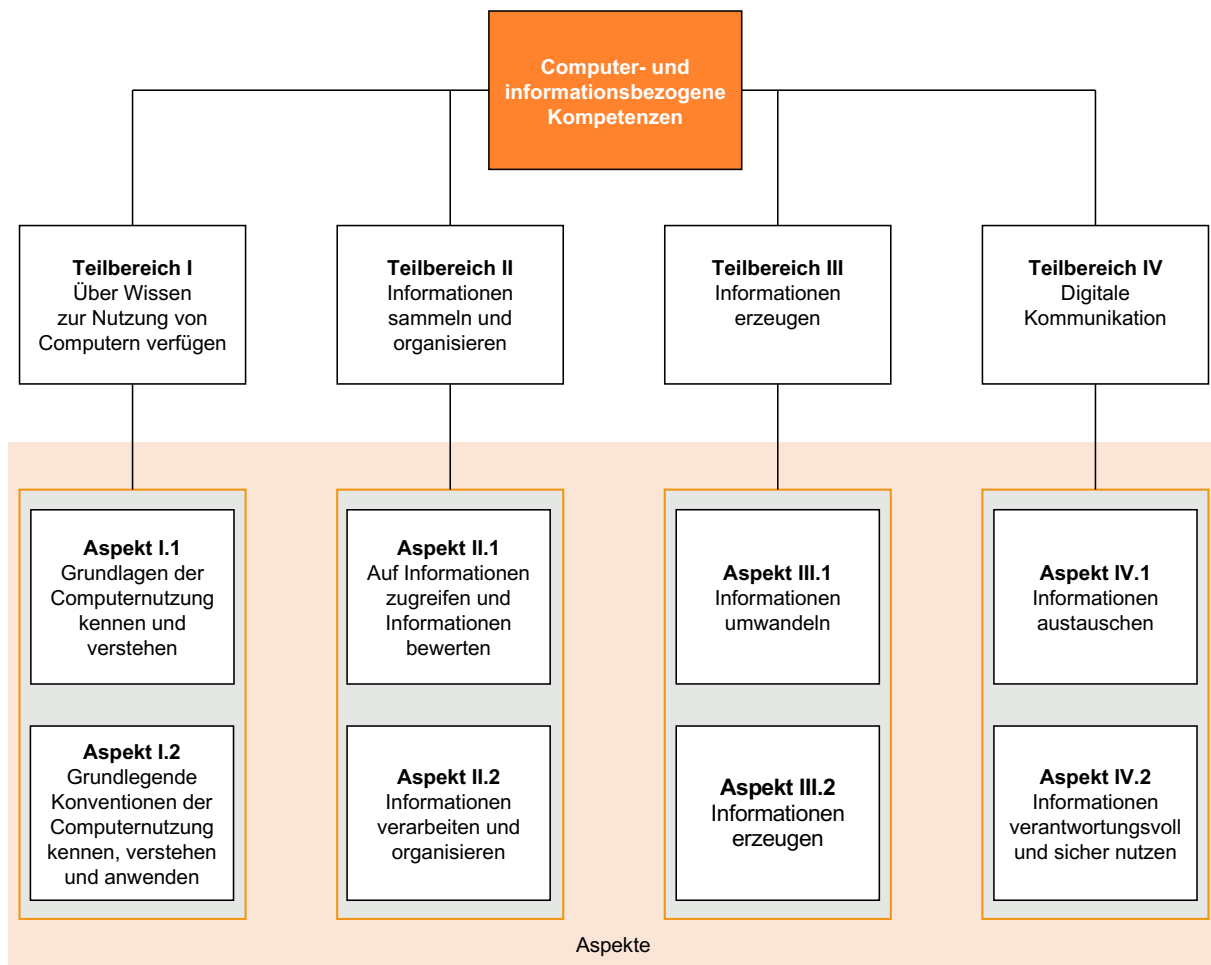 Computer- und
informationsbezogene
Kompetenzen
Teilbereich I
Über Wissen
zur Nutzung von
Computern verfügen
Teilbereich II
Informationen
sammeln und
organisieren
Teilbereich III
Informationen
erzeugen
Teilbereich IV
Digitale
Kommunikation
Aspekt I.1
Grundlagen der
Computernutzung
kennen und
verstehen
Aspekt II.1
Auf Informationen
zugreifen und
Informationen
bewerten
Aspekt III.1
Informationen
umwandeln
Aspekt IV.1
Informationen
austauschen
Aspekt I.2
Grundlegende
Konventionen der
Computernutzung
kennen, verstehen
und anwenden
Aspekt II.2
Informationen
verarbeiten und
organisieren
Aspekt III.2
Informationen
erzeugen
Aspekt IV.2
Informationen
verantwortungsvoll
und sicher nutzen
Aspekte